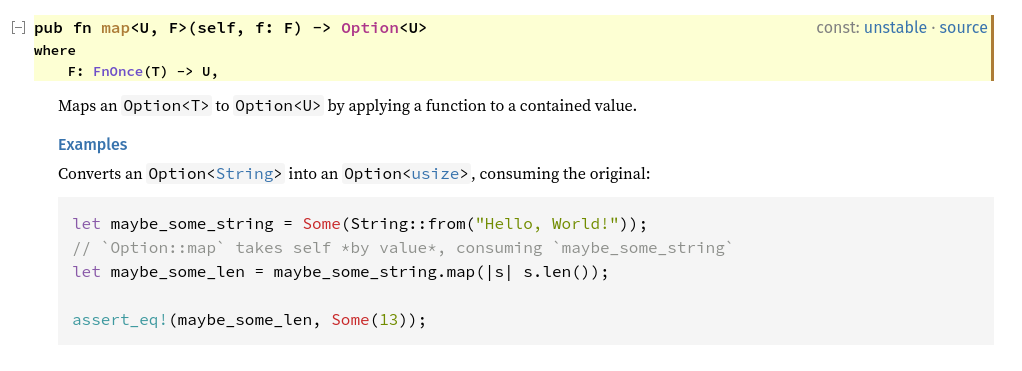 [−] pub fn map<U, F>(self, f: F) -> Option<U> const: unstable · source
where
F: FnOnce(T) -> U,
Maps an Option<T> to Option<U> by applying a function to a contained value.
Examples
Converts an Option<String> into an Option<usize>, consuming the original:
let maybe_some_string = Some(String::from("Hello, World!"));
// `Option::map` takes self *by value*, consuming `maybe_some_string`
let maybe_some_len = maybe_some_string.map(|s| s.len());
assert_eq!(maybe_some_len, Some(13));